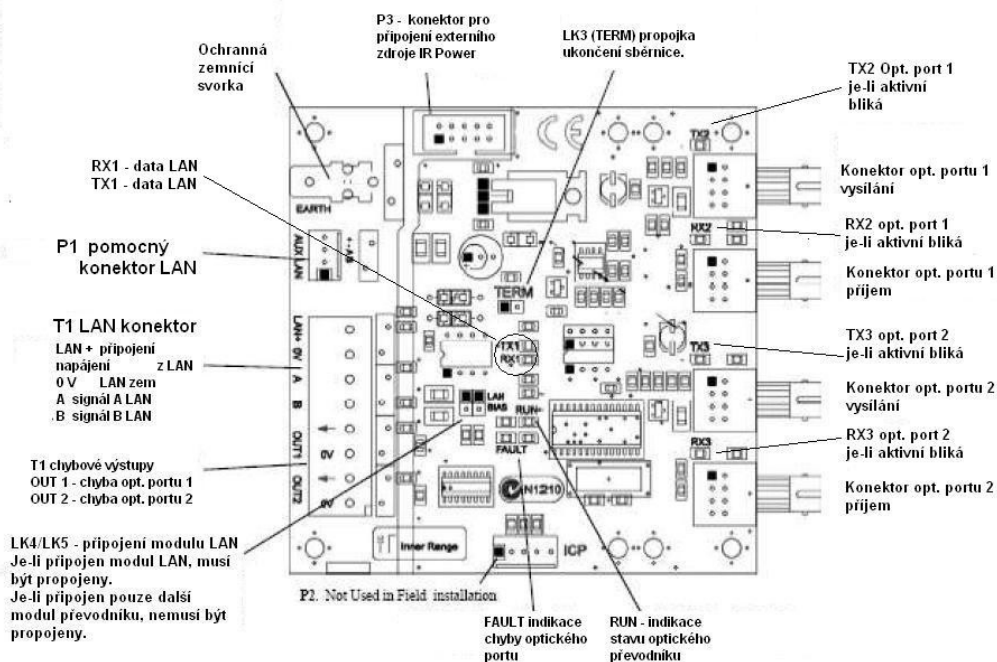 P3 - konektor pro
připojení externího
zdroje IR Power
LK3 (TERM) propojka
ukončení sběrnice.
Ochranná
zemnící
svorka
TX2 Opt. port 1
je-li aktivní
bliká
RX1 - data LAN
TX1 - data LAN
Konektor opt. portu 1
vysílání
RX2 opt. port 1
je-li aktivní bliká
P1 pomocný
konektor LAN
Konektor opt. portu 1
příjem
T1 LAN konektor
LAN + připojení
napájení z LAN
0 V LAN zem
A signál A LAN
B signál B LAN
TX3 opt. port 2
je-li aktivní bliká
Konektor opt. portu 2
vysílání
RX3 opt. port 2
je-li aktivní bliká
T1 chybové výstupy
OUT 1 - chyba opt. portu 1
OUT 2 - chyba opt. portu 2
Konektor opt. portu 2
příjem
LK4/LK5 - připojení modulu LAN
Je-li připojen modul LAN, musí
být propojeny.
Je-li připojen pouze další
modul převodníku, nemusí být
propojeny.
P2. Not Used in Field installation
FAULT indikace
chyby optického
portu
RUN - indikace
stavu optického
převodníku
EARTH
AUX LAN
LAN+
0V
A
B
OUT1
0V
OUT2
0V
CE
TX2
RX2
TERM
TX1
RX1
TX3
LAN
BIAS
RUN
FAULT
RX3
N1210
Inner Range
ICP